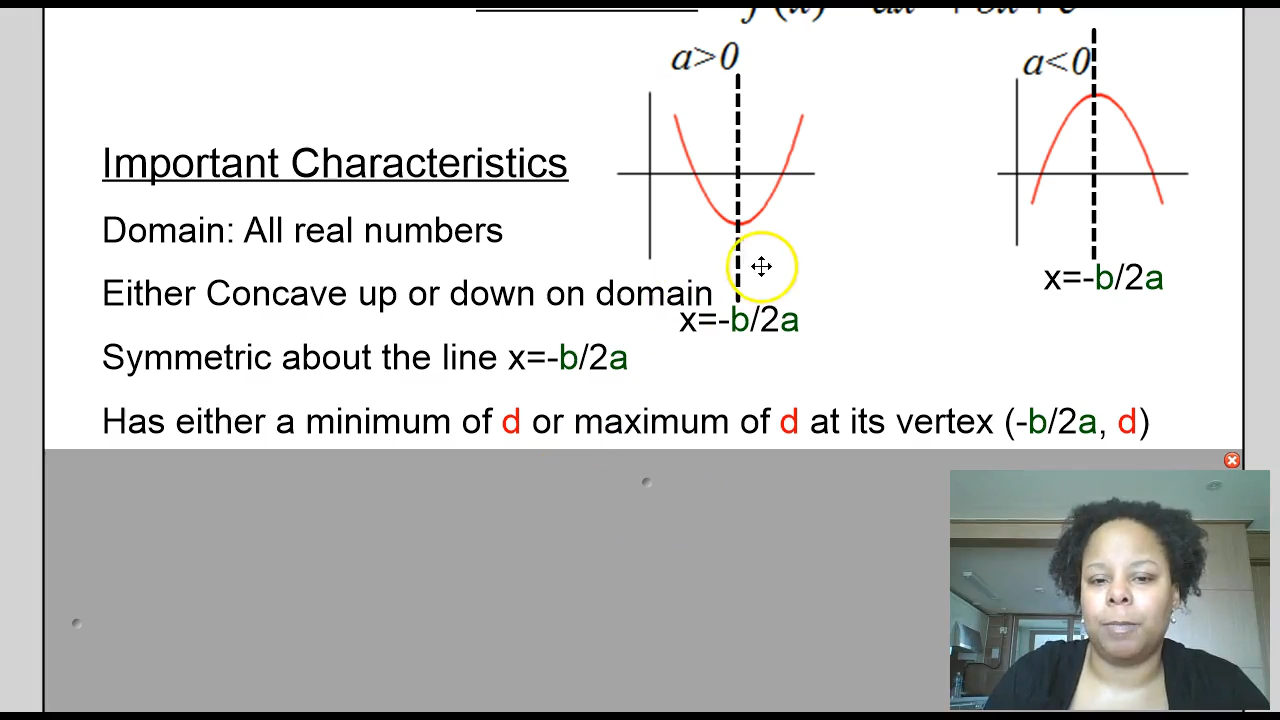 a>0
a<0
Important Characteristics
Domain: All real numbers
x=-b/2a
Either Concave up or down on domain
x=-b/2a
Symmetric about the line x=-b/2a
Has either a minimum of d or maximum of d at its vertex (-b/2a, d)